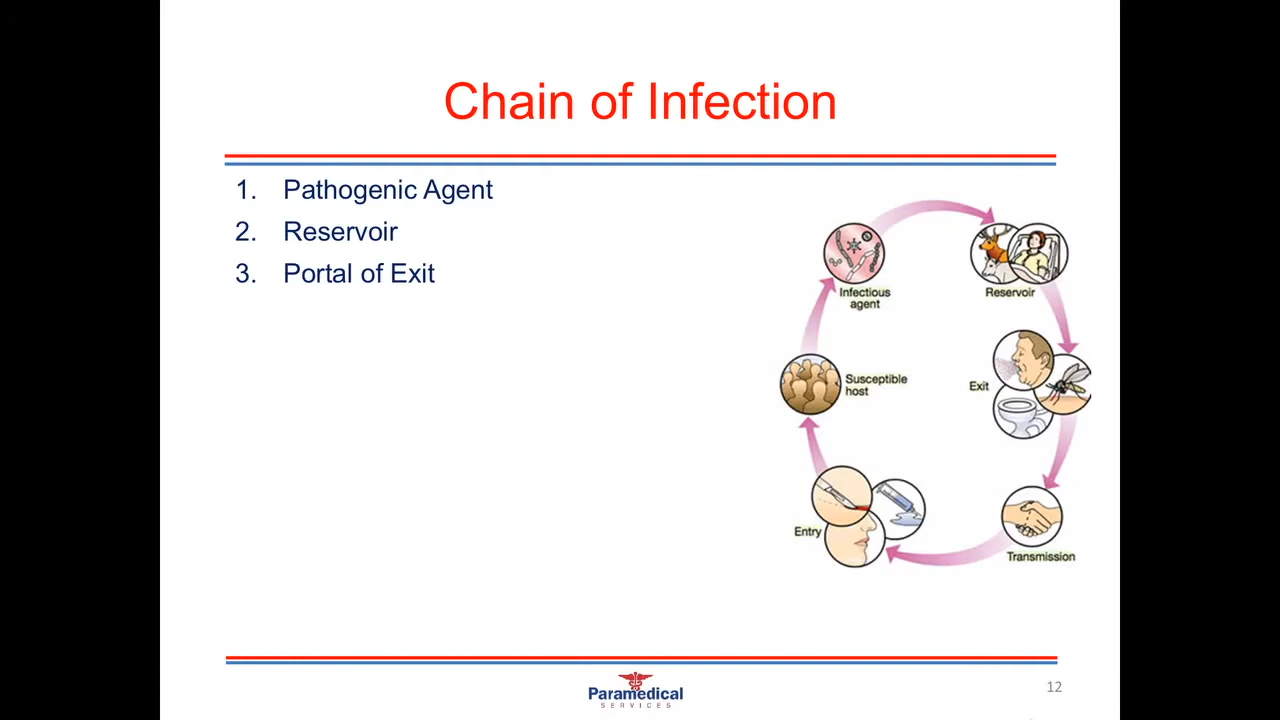 Chain of Infection
1. Pathogenic Agent
2. Reservoir
3. Portal of Exit
Infectious
agent
Reservoir
Susceptible
host
Exit
Entry
Transmission
Paramedical
SERVICES
12